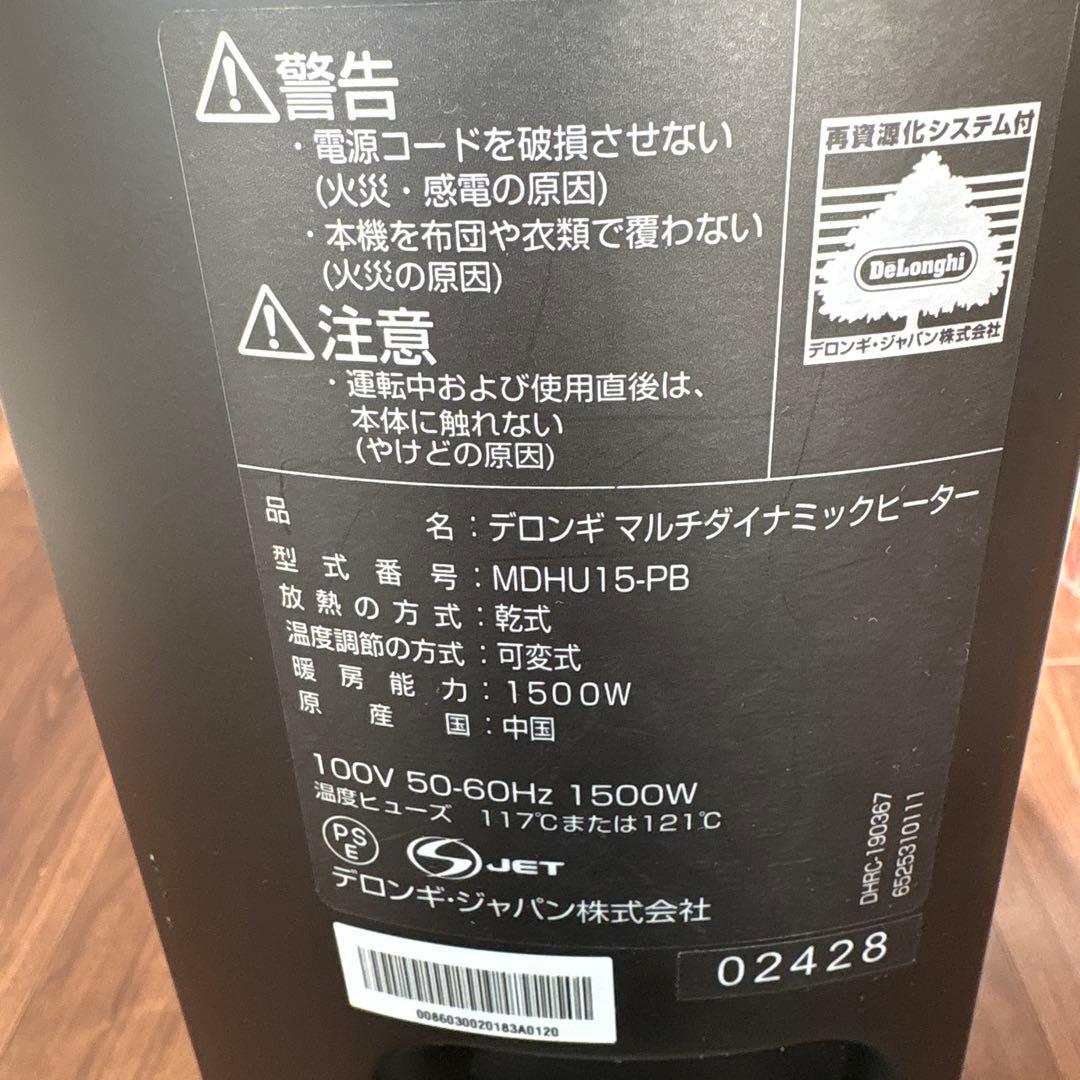 警告
・電源コードを破損させない
(火災・感電の原因)
・本機を布団や衣類で覆わない
(火災の原因)
注意
・運転中および使用直後は、
本体に触れない
(やけどの原因)
再資源化システム付
DeLonghi
デロンギ・ジャパン株式会社
品名：デロンギ マルチダイナミックヒーター
型式番号：MDHU15-PB
放熱の方式：乾式
温度調節の方式：可変式
暖房能力：1500W
原産国：中国
100V 50-60Hz 1500W
温度ヒューズ 117℃または121℃
PS
E
S JET
デロンギ・ジャパン株式会社
DHRC-190367
6525310111
02428
0086030020183A0120